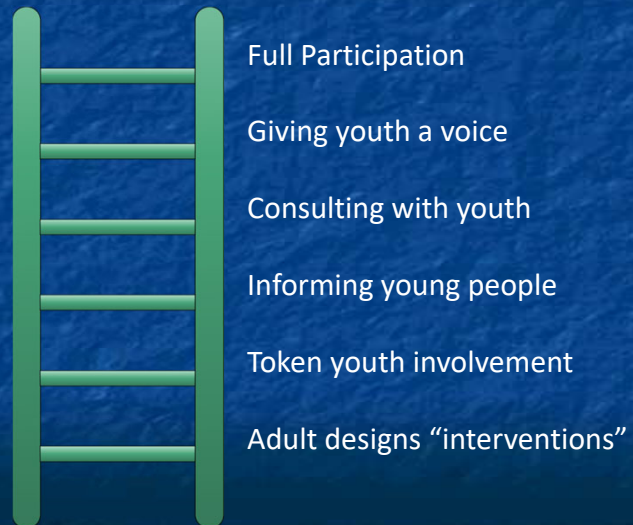 Full Participation
Giving youth a voice
Consulting with youth
Informing young people
Token youth involvement
Adult designs “interventions”